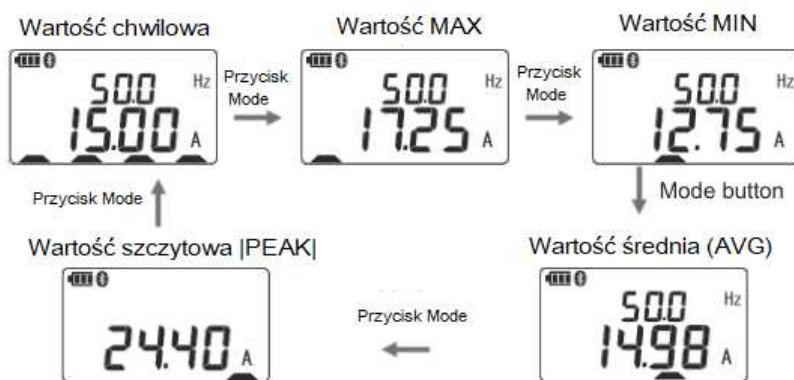 Wartość chwilowa
Wartość MAX
Wartość MIN
50.0 Hz
15.00 A
Przycisk
Mode
50.0 Hz
17.25 A
Przycisk
Mode
50.0 Hz
12.75 A
Przycisk Mode
Mode button
Wartość szczytowa |PEAK|
Wartość średnia (AVG)
24.40 A
Przycisk Mode
50.0 Hz
14.98 A